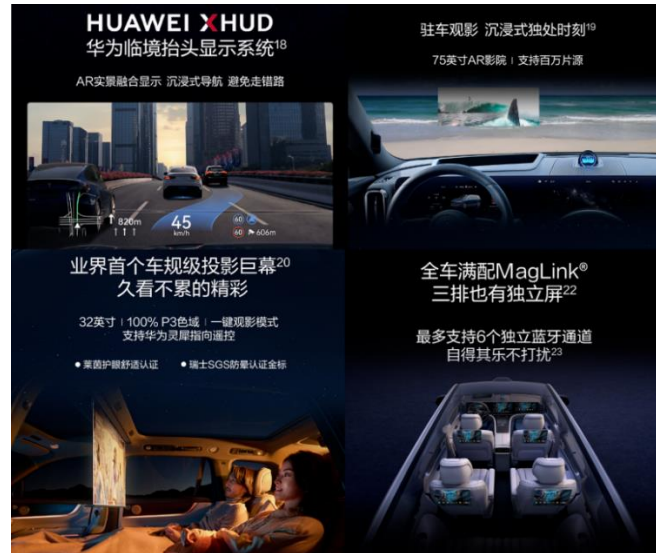 HUAWEI XHUD
华为临境抬头显示系统18
AR实景融合显示 沉浸式导航 避免走错路
820m
45
km/h
60
60
606m
驻车观影 沉浸式独处时刻19
75英寸AR影院 | 支持百万片源
业界首个车规级投影巨幕20
久看不累的精彩
32英寸 | 100% P3色域 | 一键观影模式
支持华为灵犀指向遥控
• 莱茵护眼舒适认证 • 瑞士SGS防晕认证金标
全车满配MagLink®
三排也有独立屏22
最多支持6个独立蓝牙通道
自得其乐不打扰23